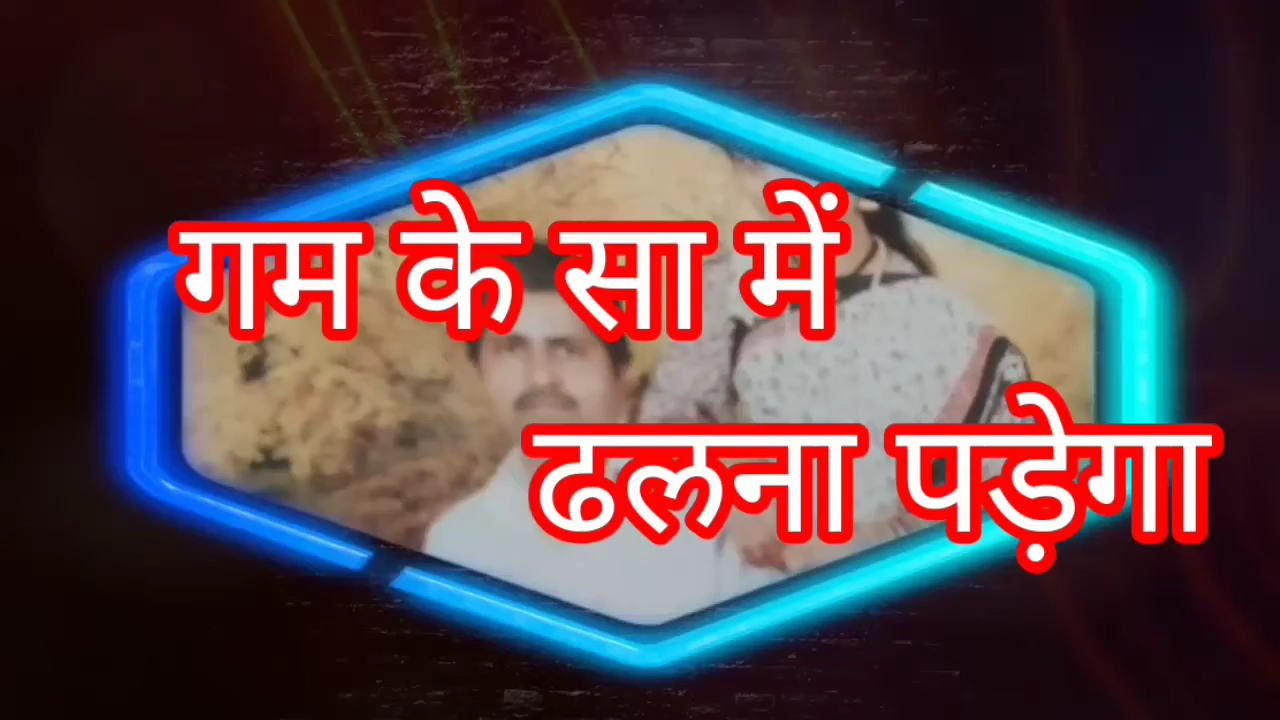 गम के सा में
ढलना पड़ेगा